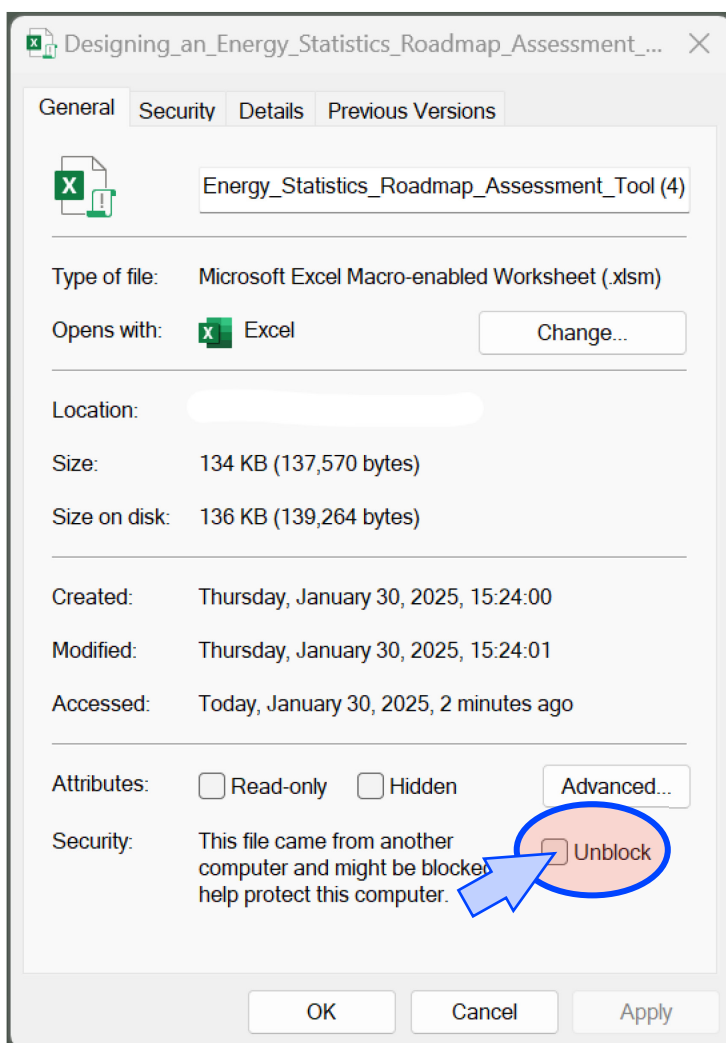 Designing_an_Energy_Statistics_Roadmap_Assessment_...
General Security Details Previous Versions
Energy_Statistics_Roadmap_Assessment_Tool (4)
Type of file: Microsoft Excel Macro-enabled Worksheet (.xlsm)
Opens with: Excel Change...
Location:
Size: 134 KB (137,570 bytes)
Size on disk: 136 KB (139,264 bytes)
Created: Thursday, January 30, 2025, 15:24:00
Modified: Thursday, January 30, 2025, 15:24:01
Accessed: Today, January 30, 2025, 2 minutes ago
Attributes: Read-only Hidden Advanced...
Security: This file came from another
computer and might be blocked
help protect this computer.
Unblock
OK Cancel Apply